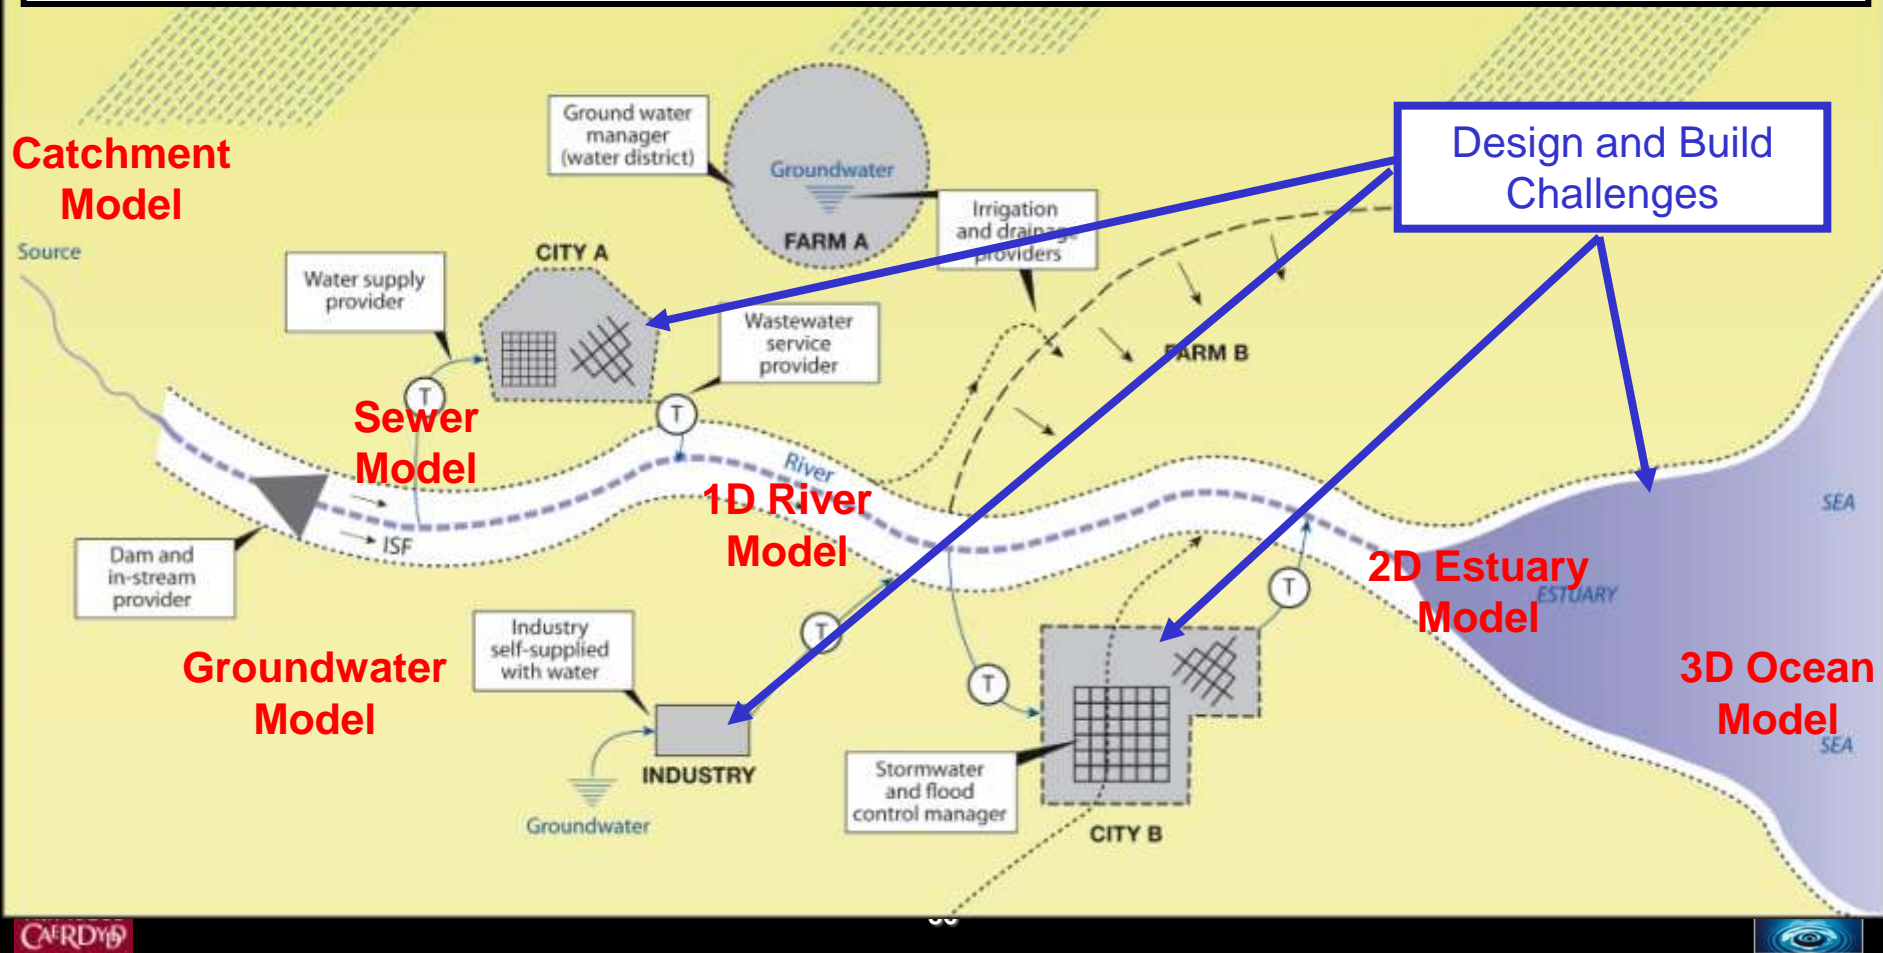 Ground water
manager
(water district)
Design and Build
Challenges
Catchment
Model
Groundwater
Irrigation
and drainage
providers
FARM A
Source
CITY A
Water supply
provider
Wastewater
service
provider
FARM B
T
T
Sewer
Model
River
1D River
Model
SEA
ISF
Dam and
in-stream
provider
2D Estuary
Model
ESTUARY
T
T
T
Industry
self-supplied
with water
Groundwater
Model
3D Ocean
Model
SEA
INDUSTRY
Groundwater
Stormwater
and flood
control manager
CITY B
CAERDYDD